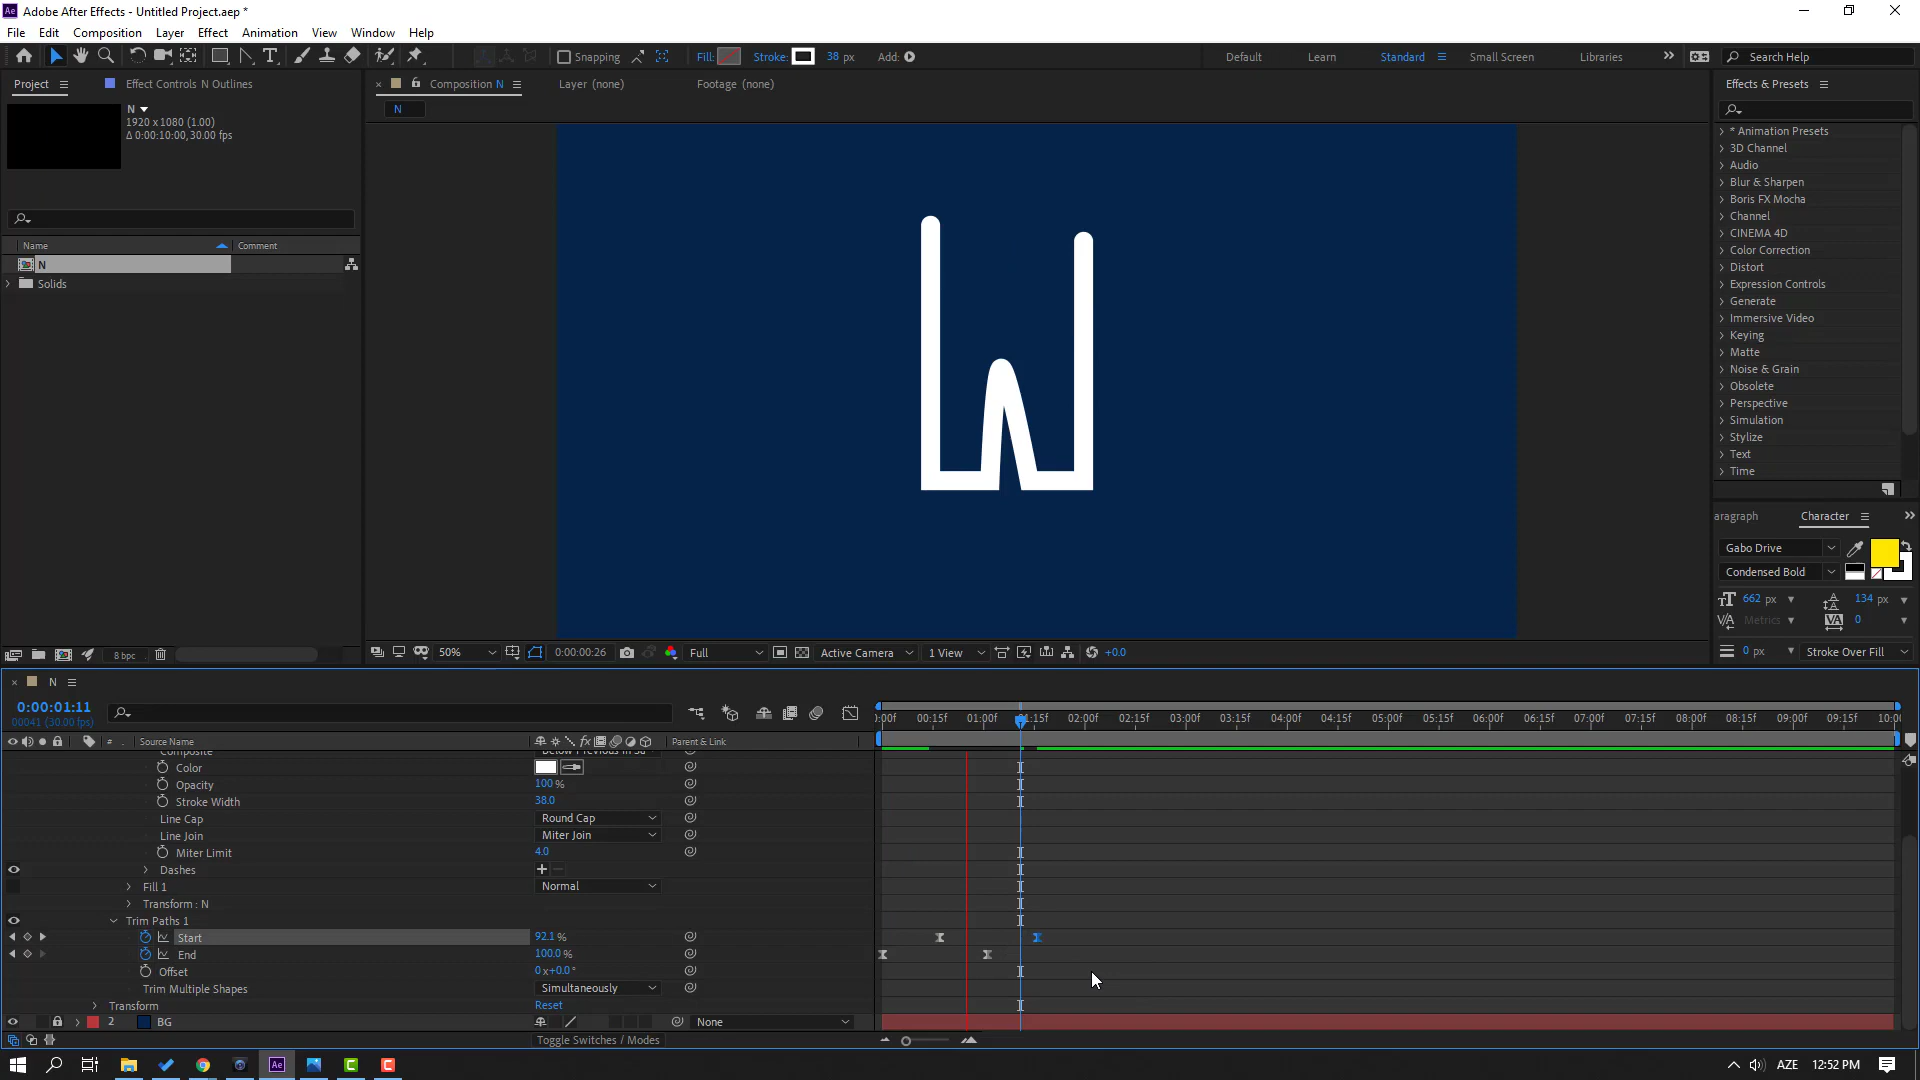 Adobe After Effects - Untitled Project.aep *
File Edit Composition Layer Effect Animation View Window Help
Snapping Fill: Stroke: 38 px Add: Default Learn Standard Small Screen Libraries Search Help
Project Effect Controls N Outlines Composition N Layer (none) Footage (none) Effects & Presets
N
1920 x 1080 (1.00)
Δ 0:00:10:00, 30.00 fps
N
Name Comment
N
Solids
* Animation Presets
3D Channel
Audio
Blur & Sharpen
Boris FX Mocha
Channel
CINEMA 4D
Color Correction
Distort
Expression Controls
Generate
Immersive Video
Keying
Matte
Noise & Grain
Obsolete
Perspective
Simulation
Stylize
Text
Time
aragraph Character
Gabo Drive
Condensed Bold
662 px 134 px
Metrics 0
0 px Stroke Over Fill
8 bpc 50% 0:00:00:26 Full Active Camera 1 View +0.0
N
0:00:01:11
00041 (30.00 fps)
:00f 00:15f 01:00f 01:15f 02:00f 02:15f 03:00f 03:15f 04:00f 04:15f 05:00f 05:15f 06:00f 06:15f 07:00f 07:15f 08:00f 08:15f 09:00f 09:15f 10:00
# Source Name Parent & Link
Composite Below Previous in Sa
Color
Opacity 100 %
Stroke Width 38.0
Line Cap Round Cap
Line Join Miter Join
Miter Limit 4.0
Dashes
Fill 1 Normal
Transform : N
Trim Paths 1
Start 92.1 %
End 100.0 %
Offset 0 x+0.0 °
Trim Multiple Shapes Simultaneously
Transform Reset
2 BG None
Toggle Switches / Modes
AZE 12:52 PM